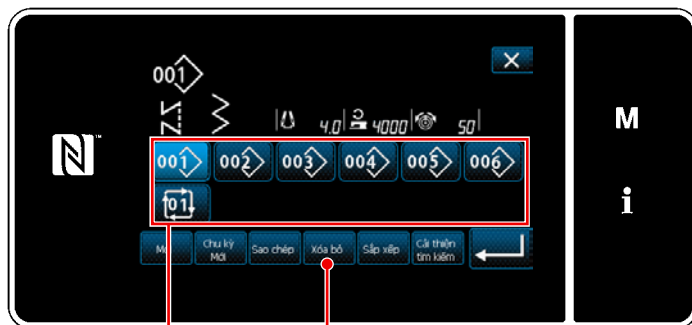 001
4.0 4000 50
001 002 003 004 005 006
01
Chu kỳ
Mới
Sao chép
Xóa bỏ
Sắp xếp
Cải thiện
tìm kiếm
M
i